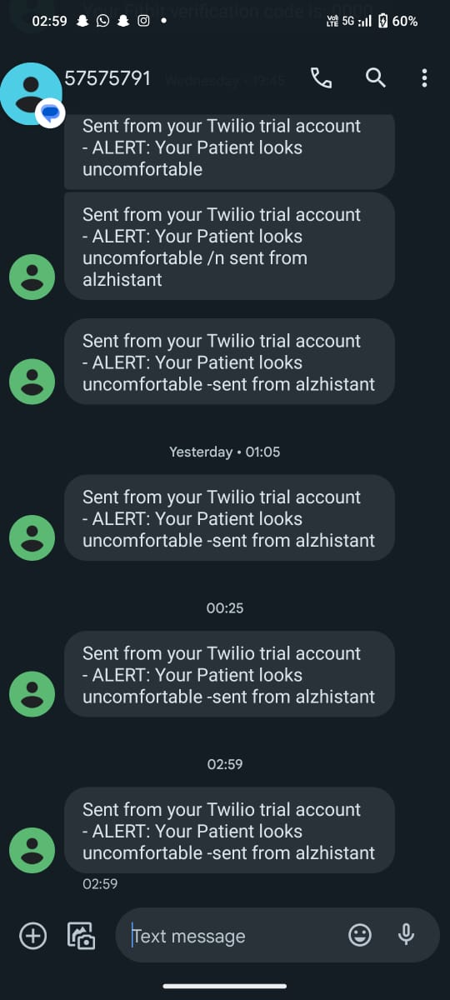 Your Fitbit verification code is: 0000
02:59
Vo) LTE 5G 60%
57575791
Wednesday • 19:45
Sent from your Twilio trial account
- ALERT: Your Patient looks
uncomfortable
Sent from your Twilio trial account
- ALERT: Your Patient looks
uncomfortable /n sent from
alzhistant
Sent from your Twilio trial account
- ALERT: Your Patient looks
uncomfortable -sent from alzhistant
Yesterday • 01:05
Sent from your Twilio trial account
- ALERT: Your Patient looks
uncomfortable -sent from alzhistant
00:25
Sent from your Twilio trial account
- ALERT: Your Patient looks
uncomfortable -sent from alzhistant
02:59
Sent from your Twilio trial account
- ALERT: Your Patient looks
uncomfortable -sent from alzhistant
02:59
Text message